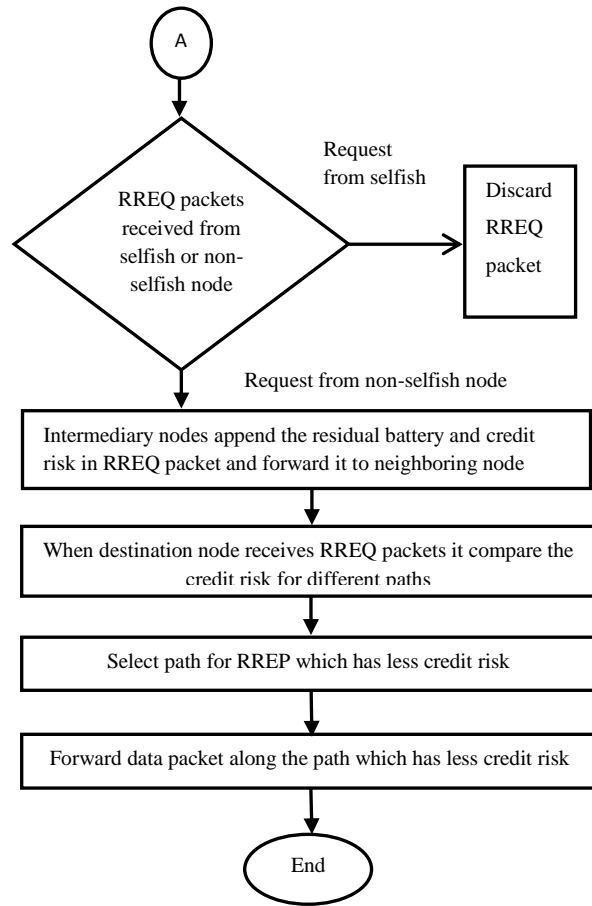 A
RREQ packets
received from
selfish or non-
selfish node
Request
from selfish
Discard
RREQ
packet
Request from non-selfish node
Intermediary nodes append the residual battery and credit
risk in RREQ packet and forward it to neighboring node
When destination node receives RREQ packets it compare the
credit risk for different paths
Select path for RREP which has less credit risk
Forward data packet along the path which has less credit risk
End